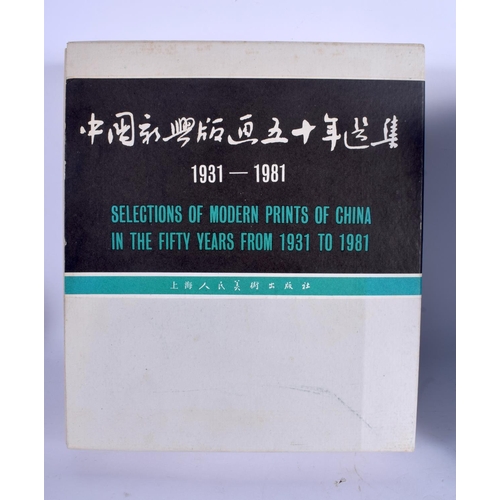 中国新兴版画五十年选集
1931—1981
SELECTIONS OF MODERN PRINTS OF CHINA
IN THE FIFTY YEARS FROM 1931 TO 1981
上海人民美術出版社